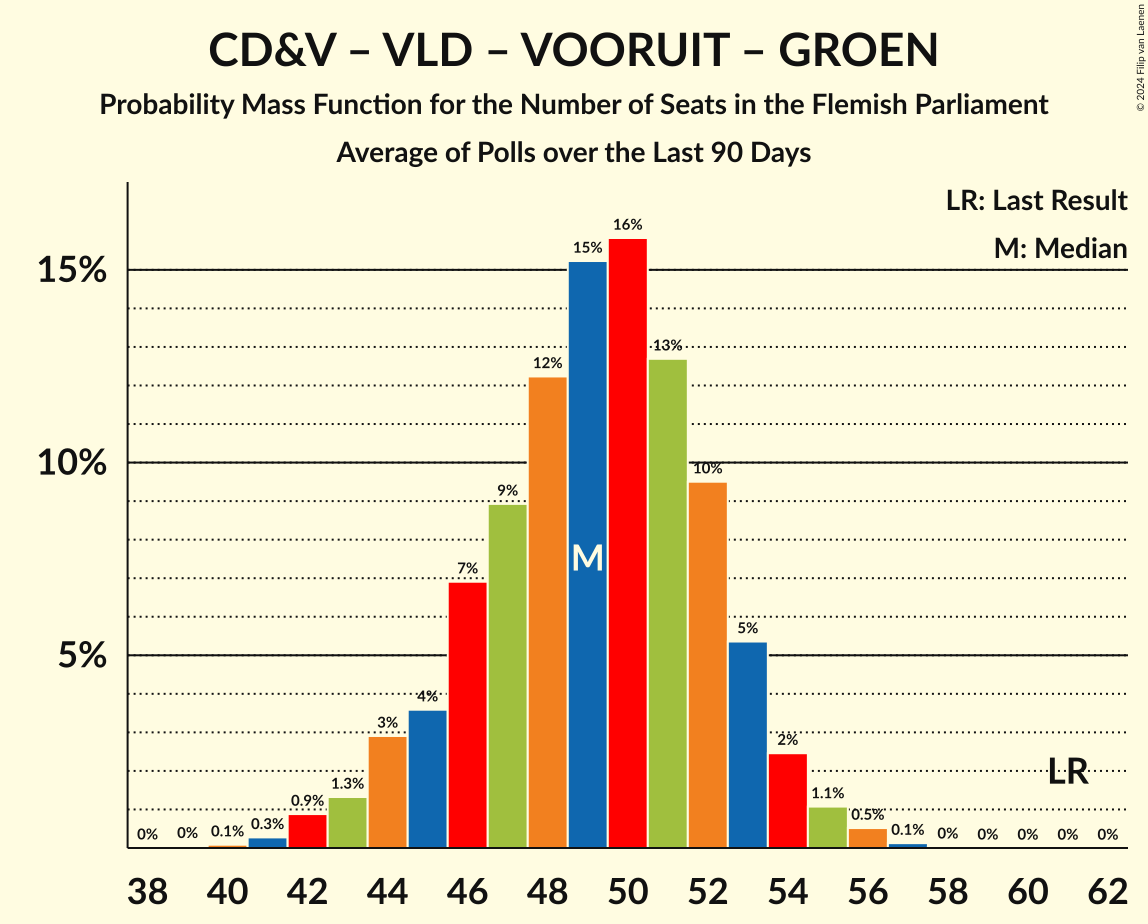 CD&V – VLD – VOORUIT – GROEN
Probability Mass Function for the Number of Seats in the Flemish Parliament
Average of Polls over the Last 90 Days
© 2024 Filip van Laenen
LR: Last Result
M: Median
15%
10%
5%
0% 0% 0.1% 0.3% 0.9% 1.3% 3% 4% 7% 9% 12% 15% 16% 13% 10% 5% 2% 1.1% 0.5% 0.1% 0% 0% 0% 0% 0%
M
LR
38 40 42 44 46 48 50 52 54 56 58 60 62